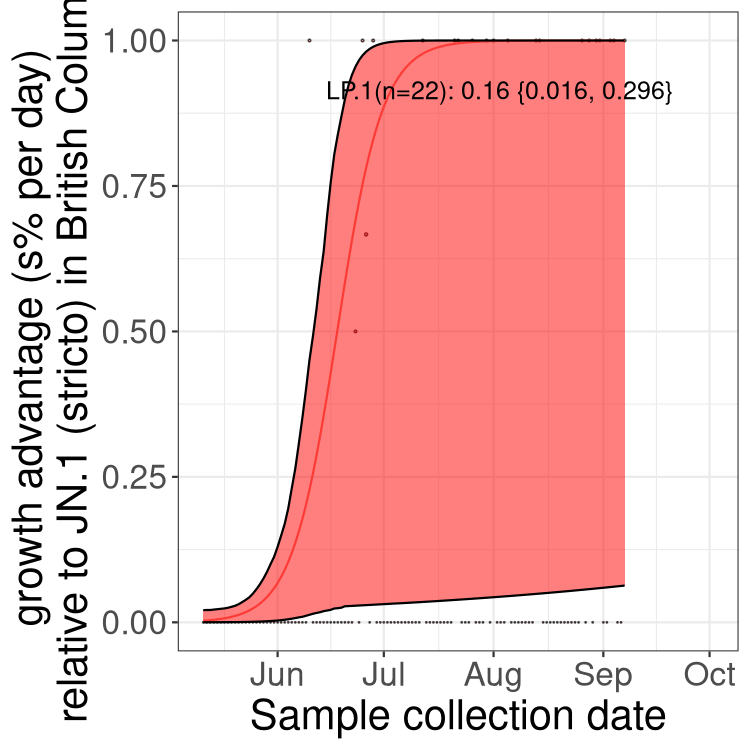 growth advantage (s% per day)
relative to JN.1 (stricto) in British Colum
1.00
0.75
0.50
0.25
0.00
LP.1(n=22): 0.16 {0.016, 0.296}
Jun Jul Aug Sep Oct
Sample collection date